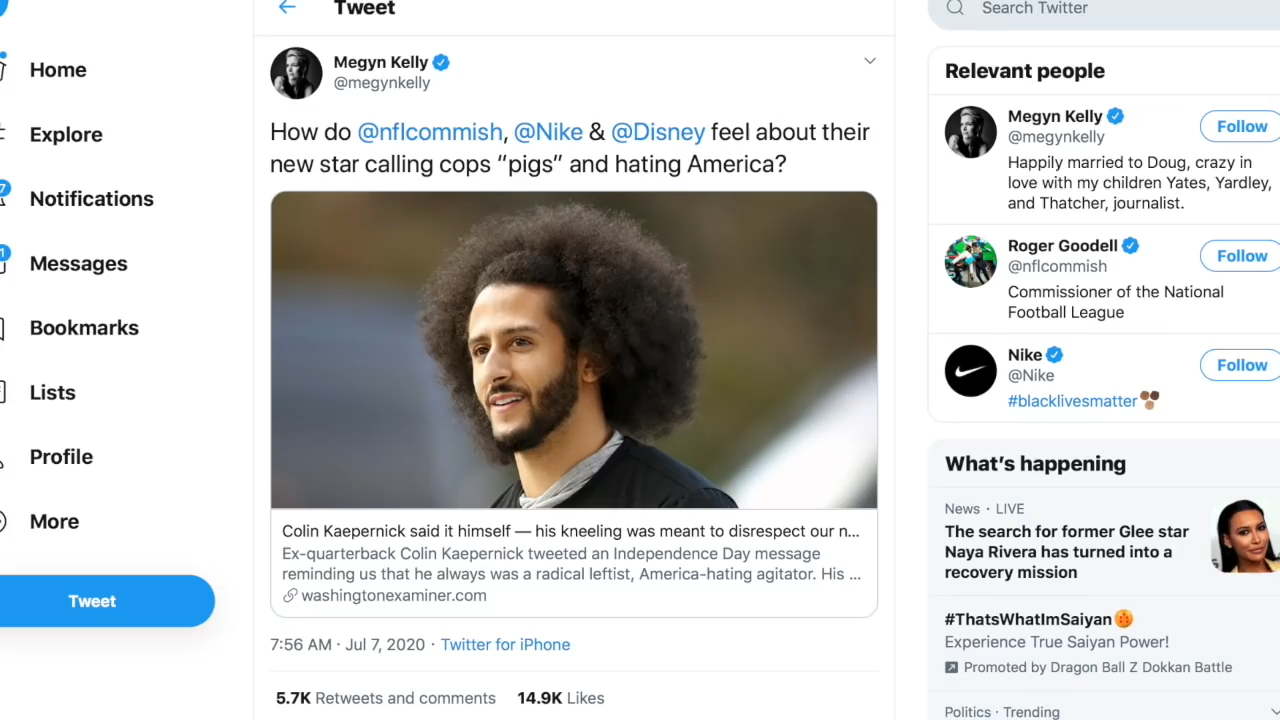 Tweet
Search Twitter
Home
Explore
7
Notifications
1
Messages
Bookmarks
Lists
Profile
More
Tweet
Megyn Kelly
@megynkelly
How do @nflcommish, @Nike & @Disney feel about their
new star calling cops “pigs” and hating America?
Colin Kaepernick said it himself — his kneeling was meant to disrespect our n...
Ex-quarterback Colin Kaepernick tweeted an Independence Day message
reminding us that he always was a radical leftist, America-hating agitator. His ...
washingtonexaminer.com
7:56 AM · Jul 7, 2020 · Twitter for iPhone
5.7K Retweets and comments 14.9K Likes
Relevant people
Megyn Kelly
@megynkelly
Follow
Happily married to Doug, crazy in
love with my children Yates, Yardley,
and Thatcher, journalist.
Roger Goodell
@nflcommish
Follow
Commissioner of the National
Football League
Nike
@Nike
Follow
#blacklivesmatter
What’s happening
News · LIVE
The search for former Glee star
Naya Rivera has turned into a
recovery mission
#ThatsWhatImSaiyan
Experience True Saiyan Power!
Promoted by Dragon Ball Z Dokkan Battle
Politics · Trending